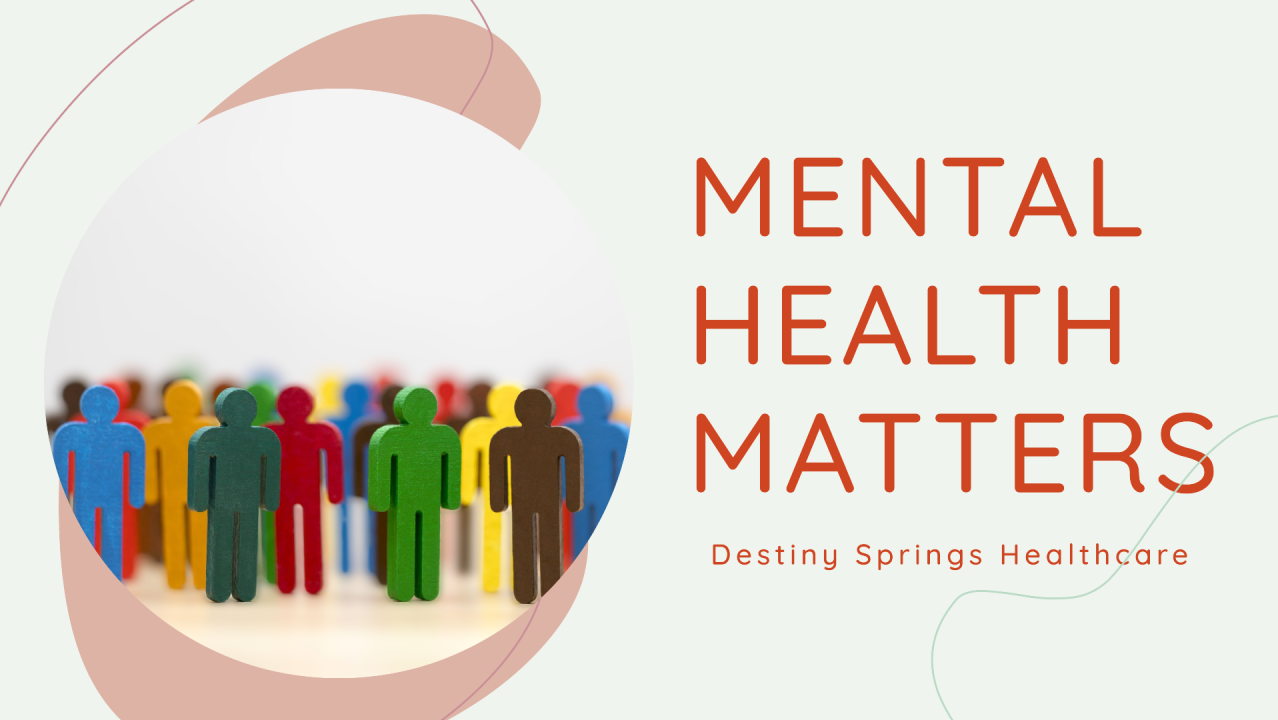 MENTAL
HEALTH
MATTERS
Destiny Springs Healthcare